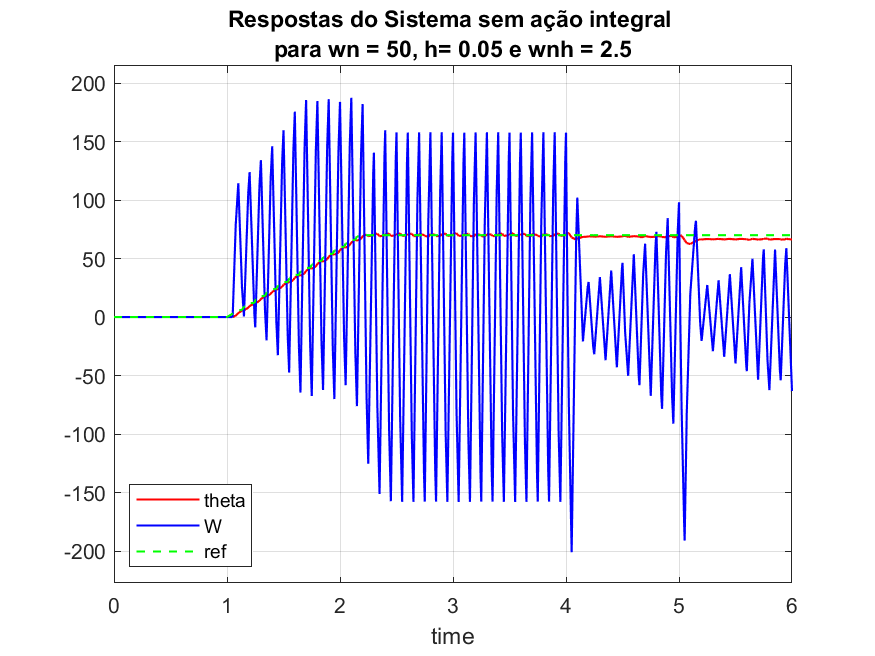 Respostas do Sistema sem ação integral
para wn = 50, h= 0.05 e wnh = 2.5
200
150
100
50
0
-50
-100
-150
-200
theta
W
ref
0 1 2 3 4 5 6
time